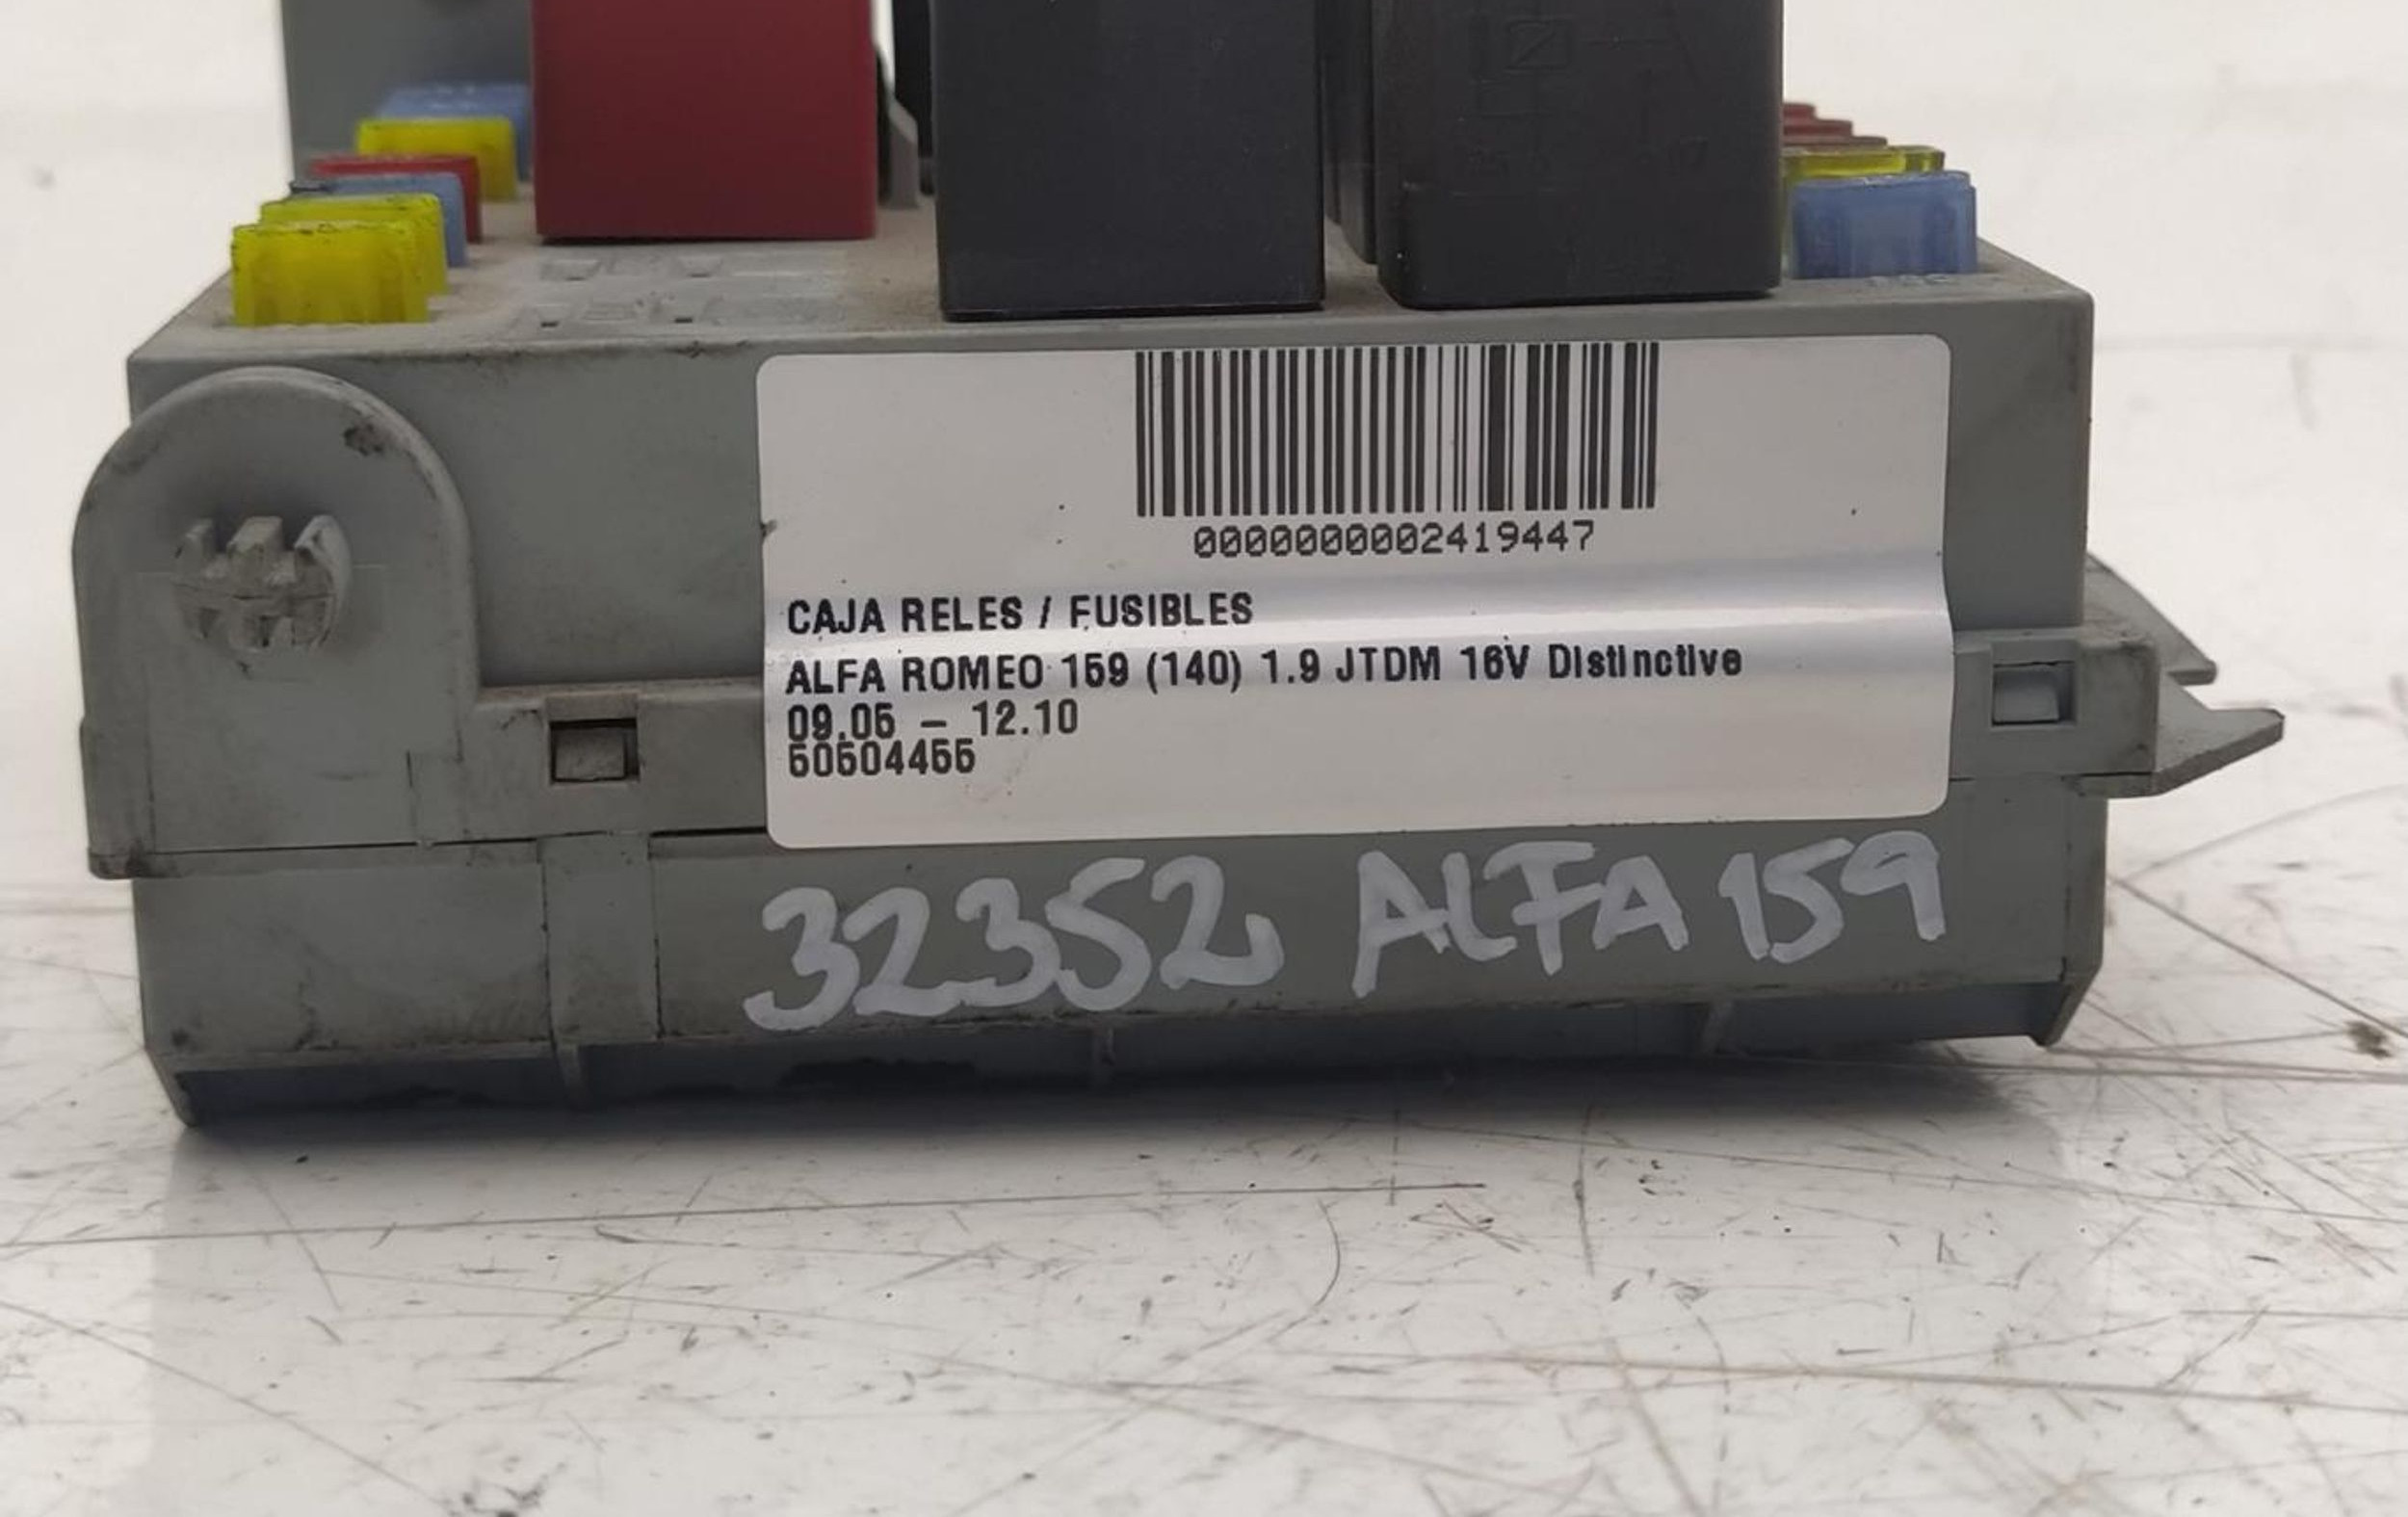 0000000002419447
CAJA RELES / FUSIBLES
ALFA ROMEO 159 (140) 1.9 JTDM 16V Distinctive
09.05 – 12.10
50504455
32352 ALFA 159